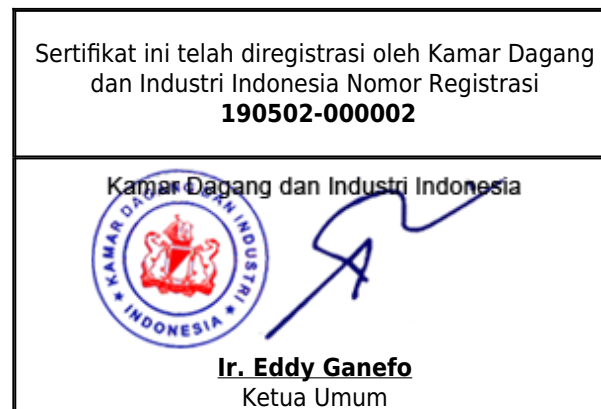 Sertifikat ini telah diregistrasi oleh Kamar Dagang
dan Industri Indonesia Nomor Registrasi
190502-000002
Kamar Dagang dan Industri Indonesia
KAMAR DAGANG DAN INDUSTRI
INDONESIA
Ir. Eddy Ganefo
Ketua Umum